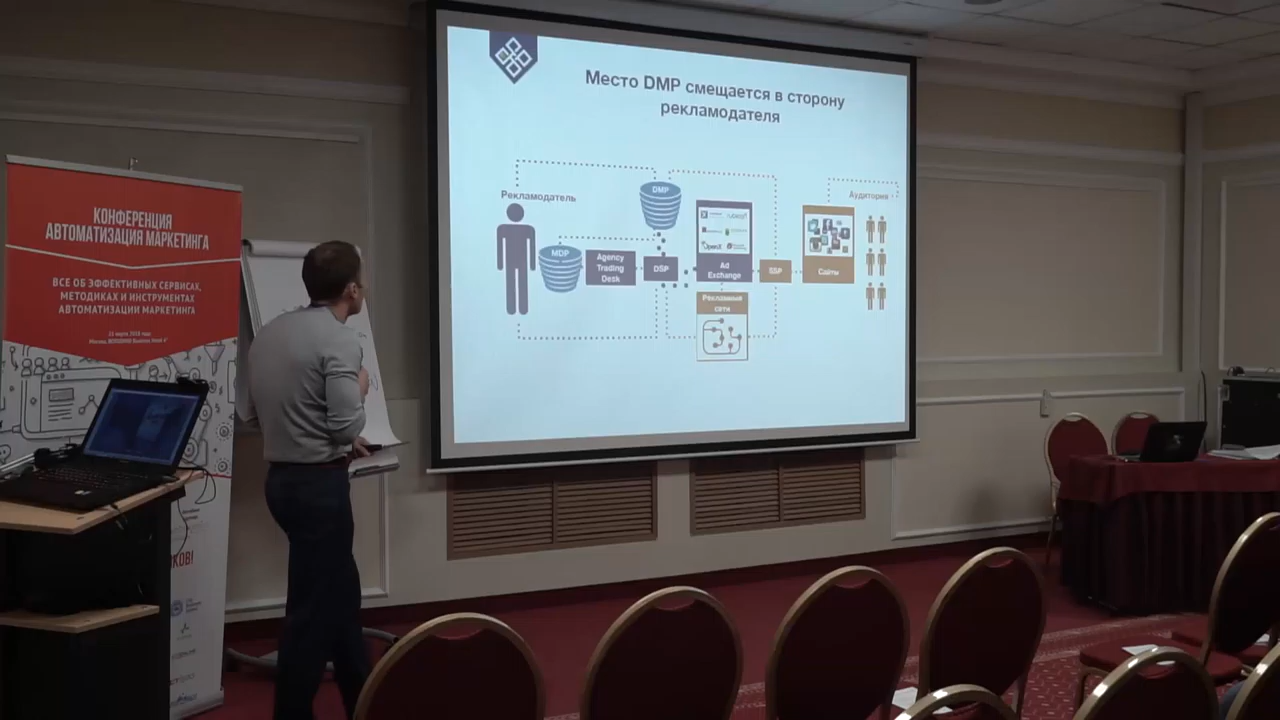 Место DMP смещается в сторону
рекламодателя
Рекламодатель
DMP
Аудитория
MDP
Agency
Trading
Desk
DSP
OpenX
Ad
Exchange
SSP
Сайты
Рекламные
сети
КОНФЕРЕНЦИЯ
АВТОМАТИЗАЦИЯ МАРКЕТИНГА
ВСЕ ОБ ЭФФЕКТИВНЫХ СЕРВИСАХ,
МЕТОДИКАХ И ИНСТРУМЕНТАХ
АВТОМАТИЗАЦИИ МАРКЕТИНГА